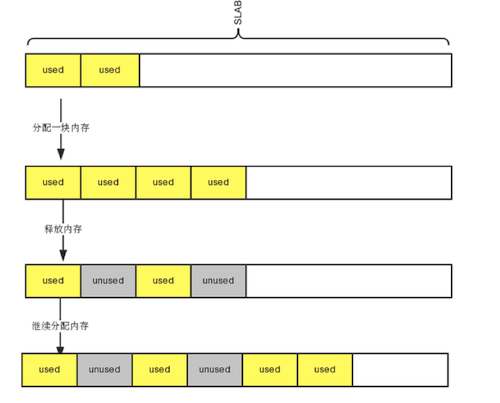 SLAB
used used
分配一块内存
used used used used
释放内存
used unused used unused
继续分配内存
used unused used unused used used